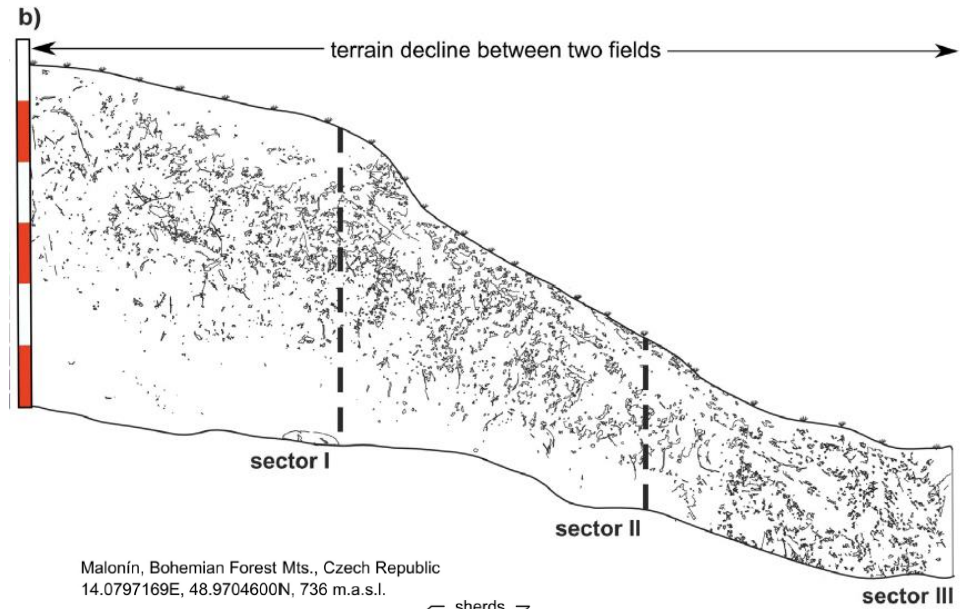 b)
terrain decline between two fields
sector I
sector II
sector III
Malonín, Bohemian Forest Mts., Czech Republic
14.0797169E, 48.9704600N, 736 m.a.s.l.
sherds